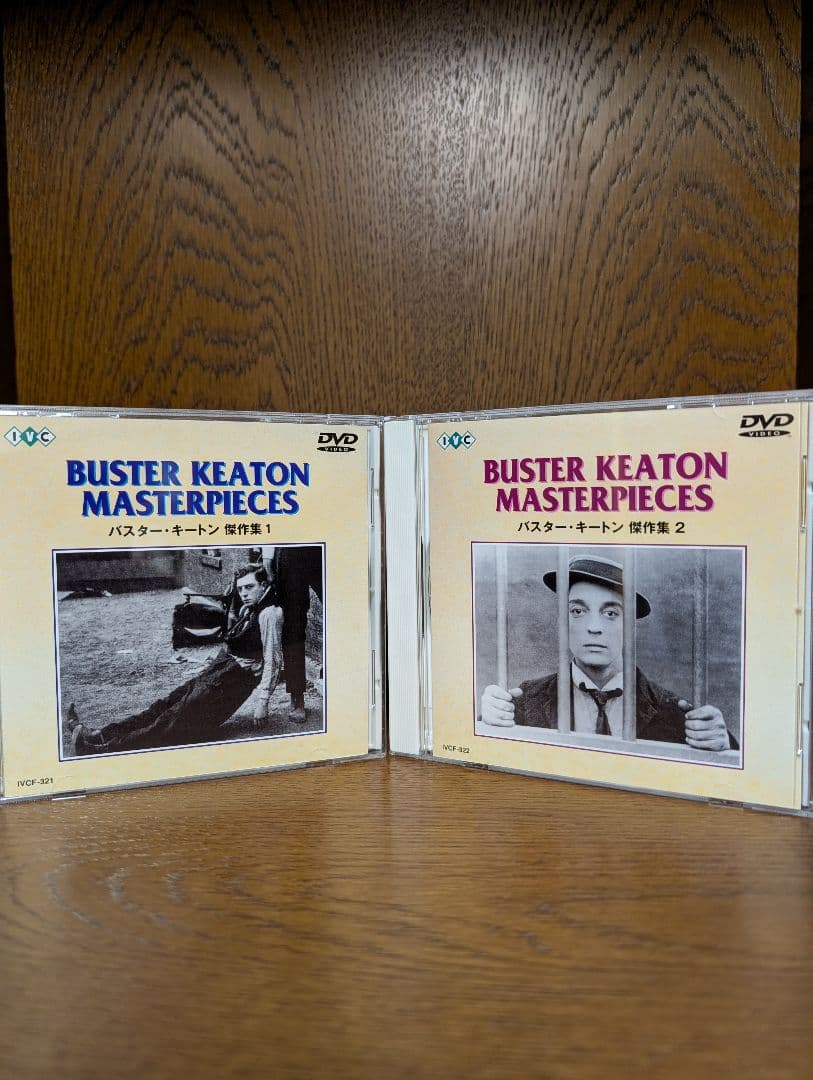 IVC
DVD
VIDEO
BUSTER KEATON
MASTERPIECES
バスター・キートン 傑作集 1
IVCF-321
IVC
DVD
VIDEO
BUSTER KEATON
MASTERPIECES
バスター・キートン 傑作集 2
IVCF-322